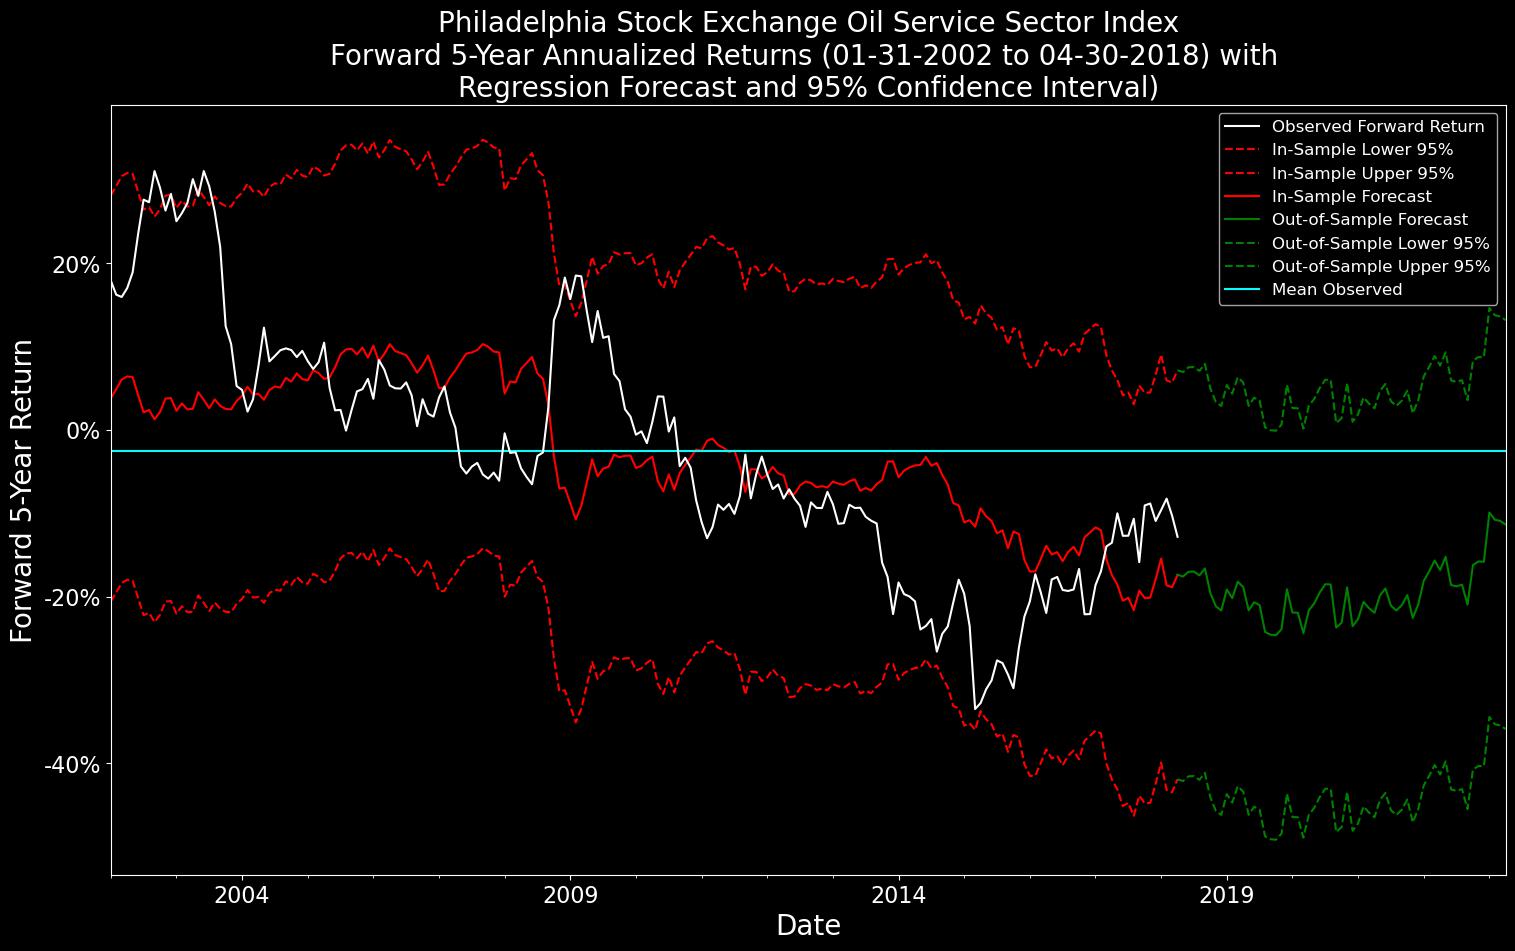 Philadelphia Stock Exchange Oil Service Sector Index
Forward 5-Year Annualized Returns (01-31-2002 to 04-30-2018) with
Regression Forecast and 95% Confidence Interval)
Observed Forward Return
In-Sample Lower 95%
In-Sample Upper 95%
In-Sample Forecast
Out-of-Sample Forecast
Out-of-Sample Lower 95%
Out-of-Sample Upper 95%
Mean Observed
Forward 5-Year Return
20%
0%
-20%
-40%
2004
2009
2014
2019
Date